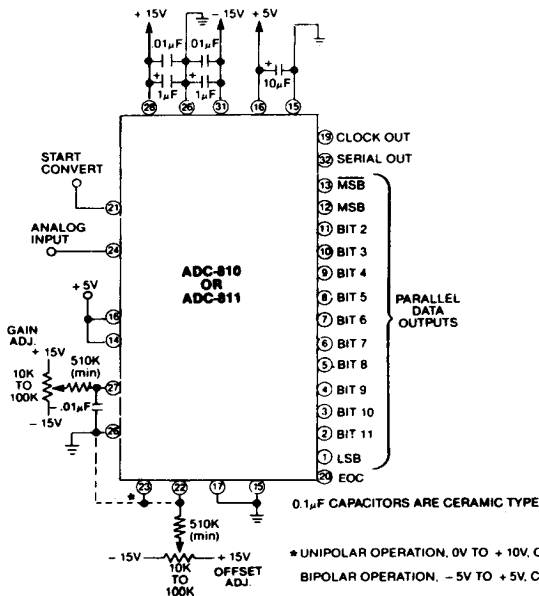 + 15V
- 15V
+ 5V
.01µF
.01µF
+
1µF
+
1µF
+
10µF
28
26
31
16
15
19 CLOCK OUT
32 SERIAL OUT
START
CONVERT
13 MSB
12 MSB
21
11 BIT 2
ANALOG
INPUT
10 BIT 3
24
9 BIT 4
ADC-810
OR
ADC-811
+ 5V
8 BIT 5
PARALLEL
DATA
OUTPUTS
7 BIT 6
16
6 BIT 7
14
GAIN
ADJ.
5 BIT 8
+ 15V
510K
(min)
10K
TO
100K
27
4 BIT 9
.01µF
3 BIT 10
- 15V
26
2 BIT 11
1 LSB
20 EOC
*
23
22
17
15
0.1µF CAPACITORS ARE CERAMIC TYPE
510K
(min)
- 15V
+ 15V
10K
TO
100K
OFFSET
ADJ.
* UNIPOLAR OPERATION, 0V TO + 10V, C
BIPOLAR OPERATION, - 5V TO + 5V, C